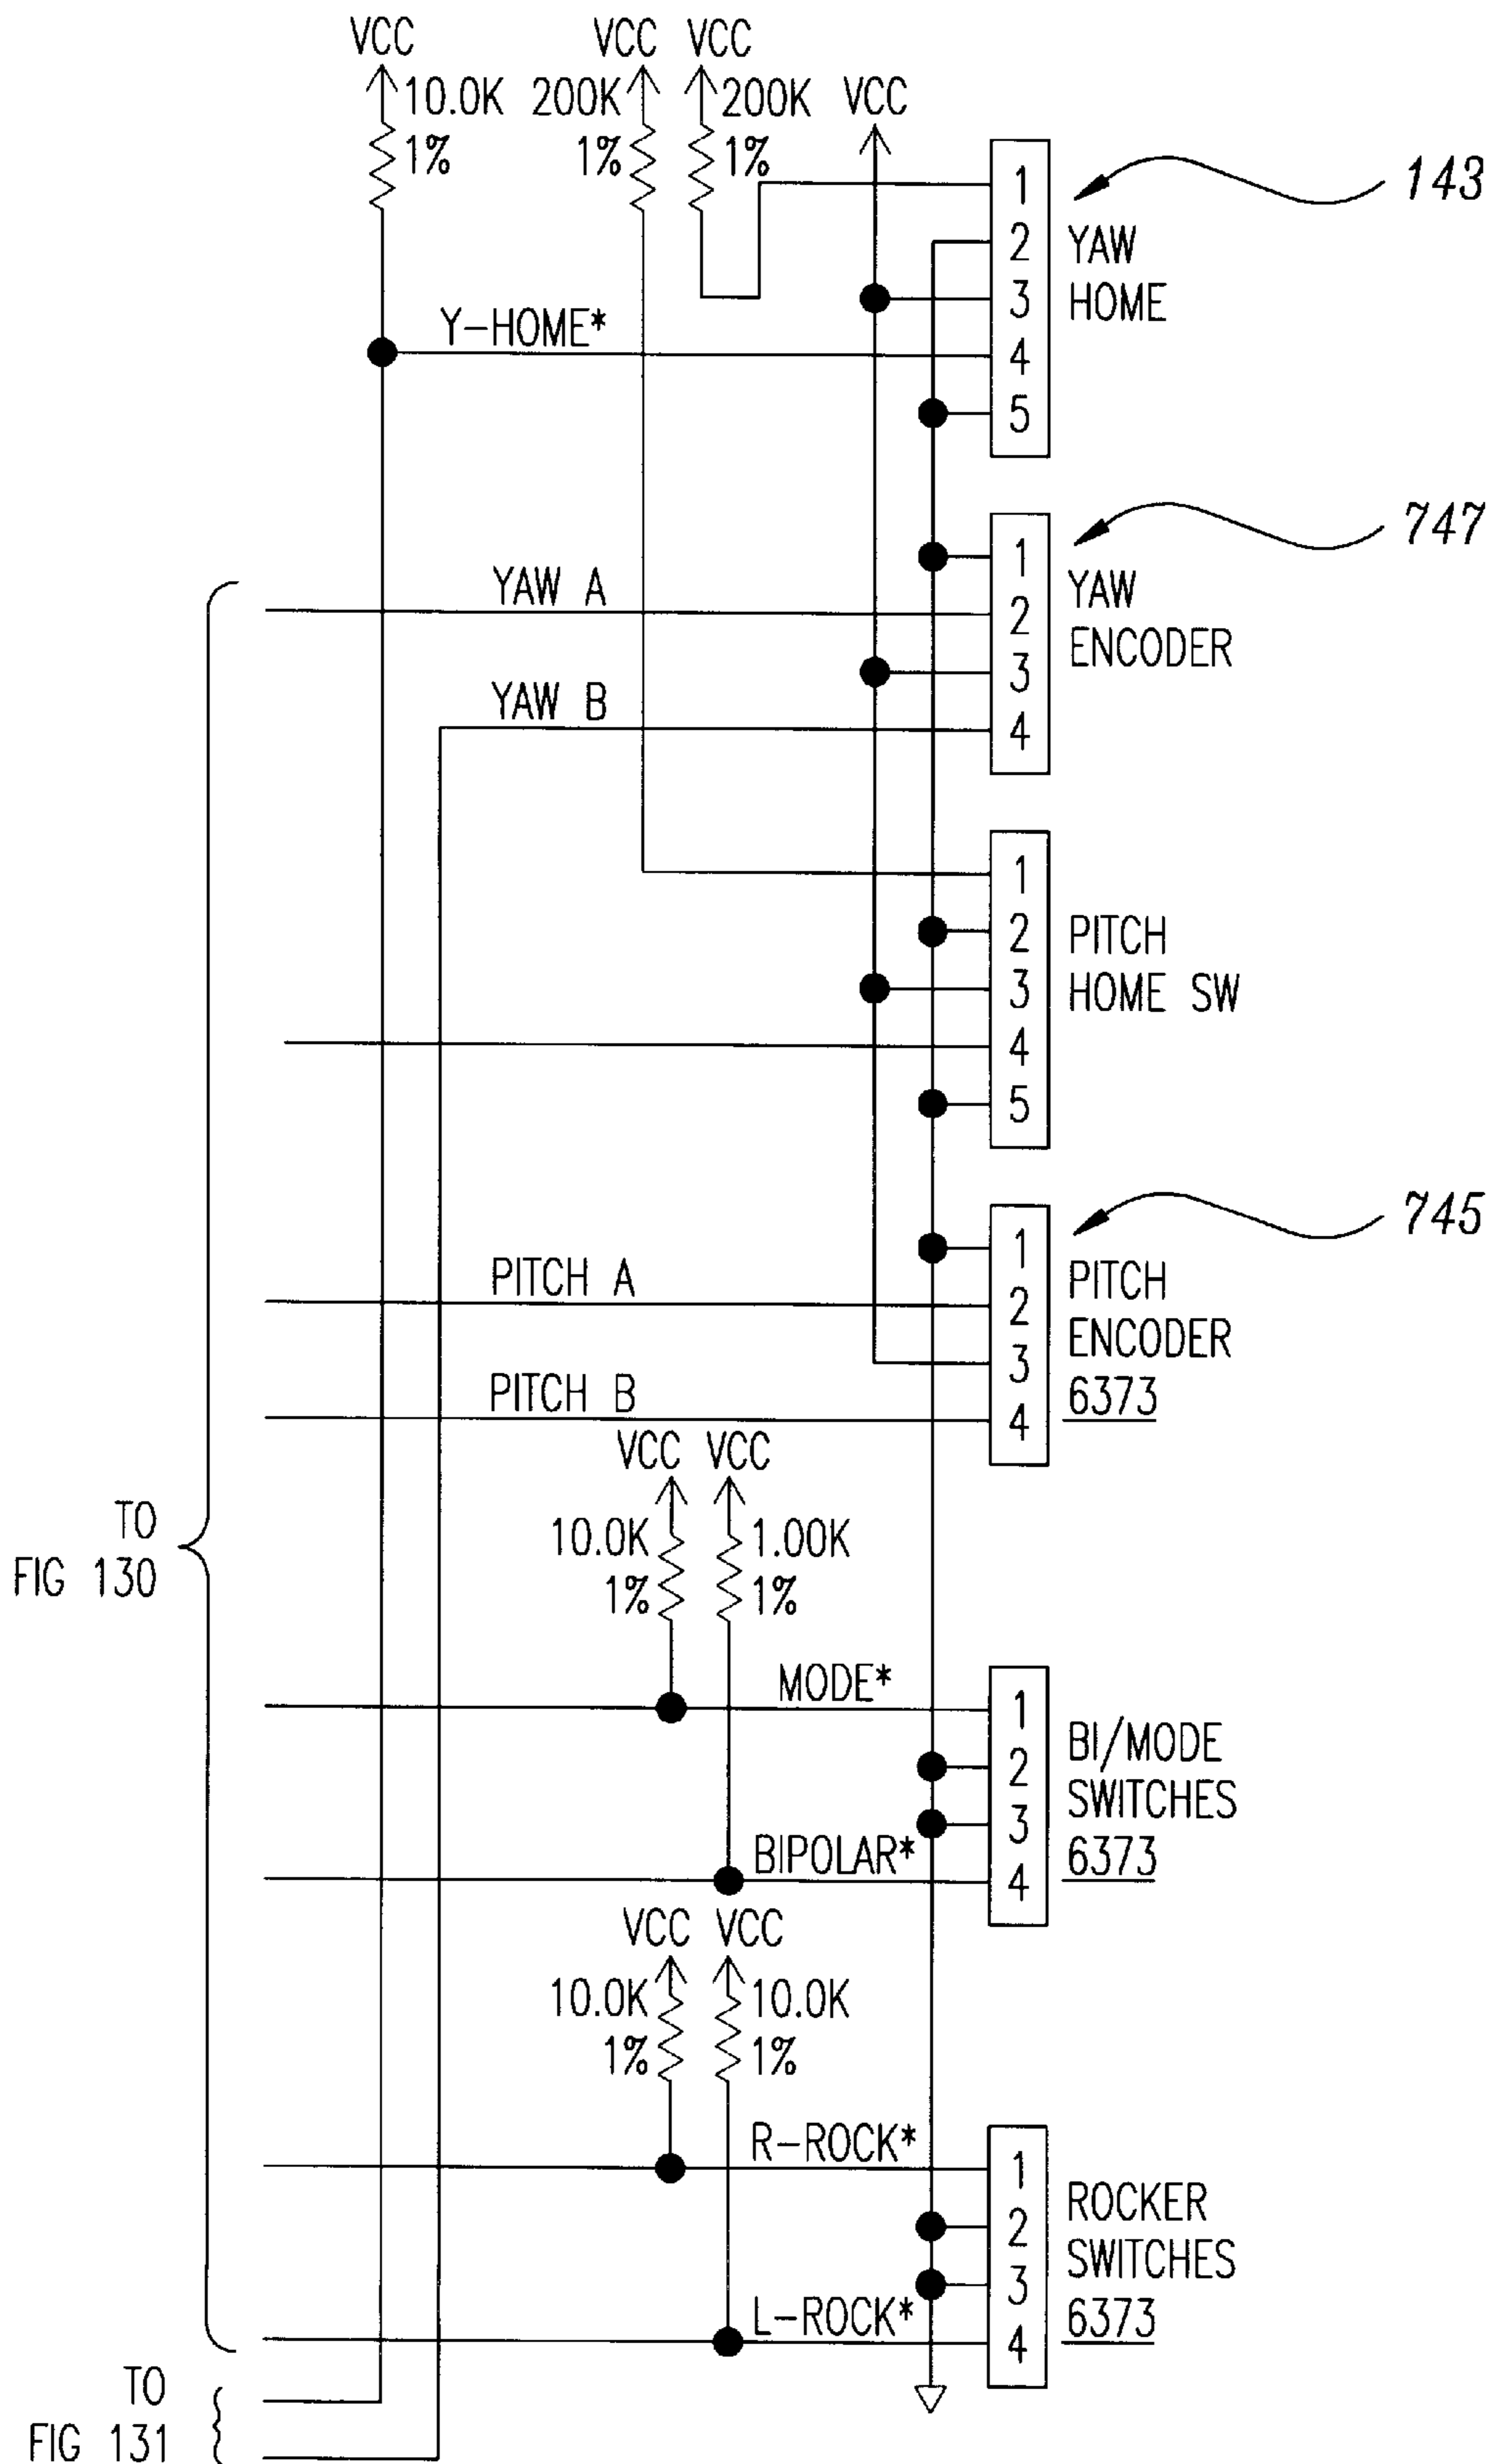 VCC
VCC
VCC
10.0K
200K
200K
VCC
1%
1%
1%
1
2
3
4
5
143
YAW
HOME
Y-HOME*
747
1
2
3
4
YAW
ENCODER
YAW A
YAW B
1
2
3
4
5
PITCH
HOME SW
745
1
2
3
4
PITCH
ENCODER
6373
PITCH A
PITCH B
VCC
VCC
10.0K
1.00K
1%
1%
TO
FIG 130
MODE*
1
2
3
4
BI/MODE
SWITCHES
6373
BIPOLAR*
VCC
VCC
10.0K
10.0K
1%
1%
R-ROCK*
1
2
3
4
ROCKER
SWITCHES
6373
L-ROCK*
TO
FIG 131